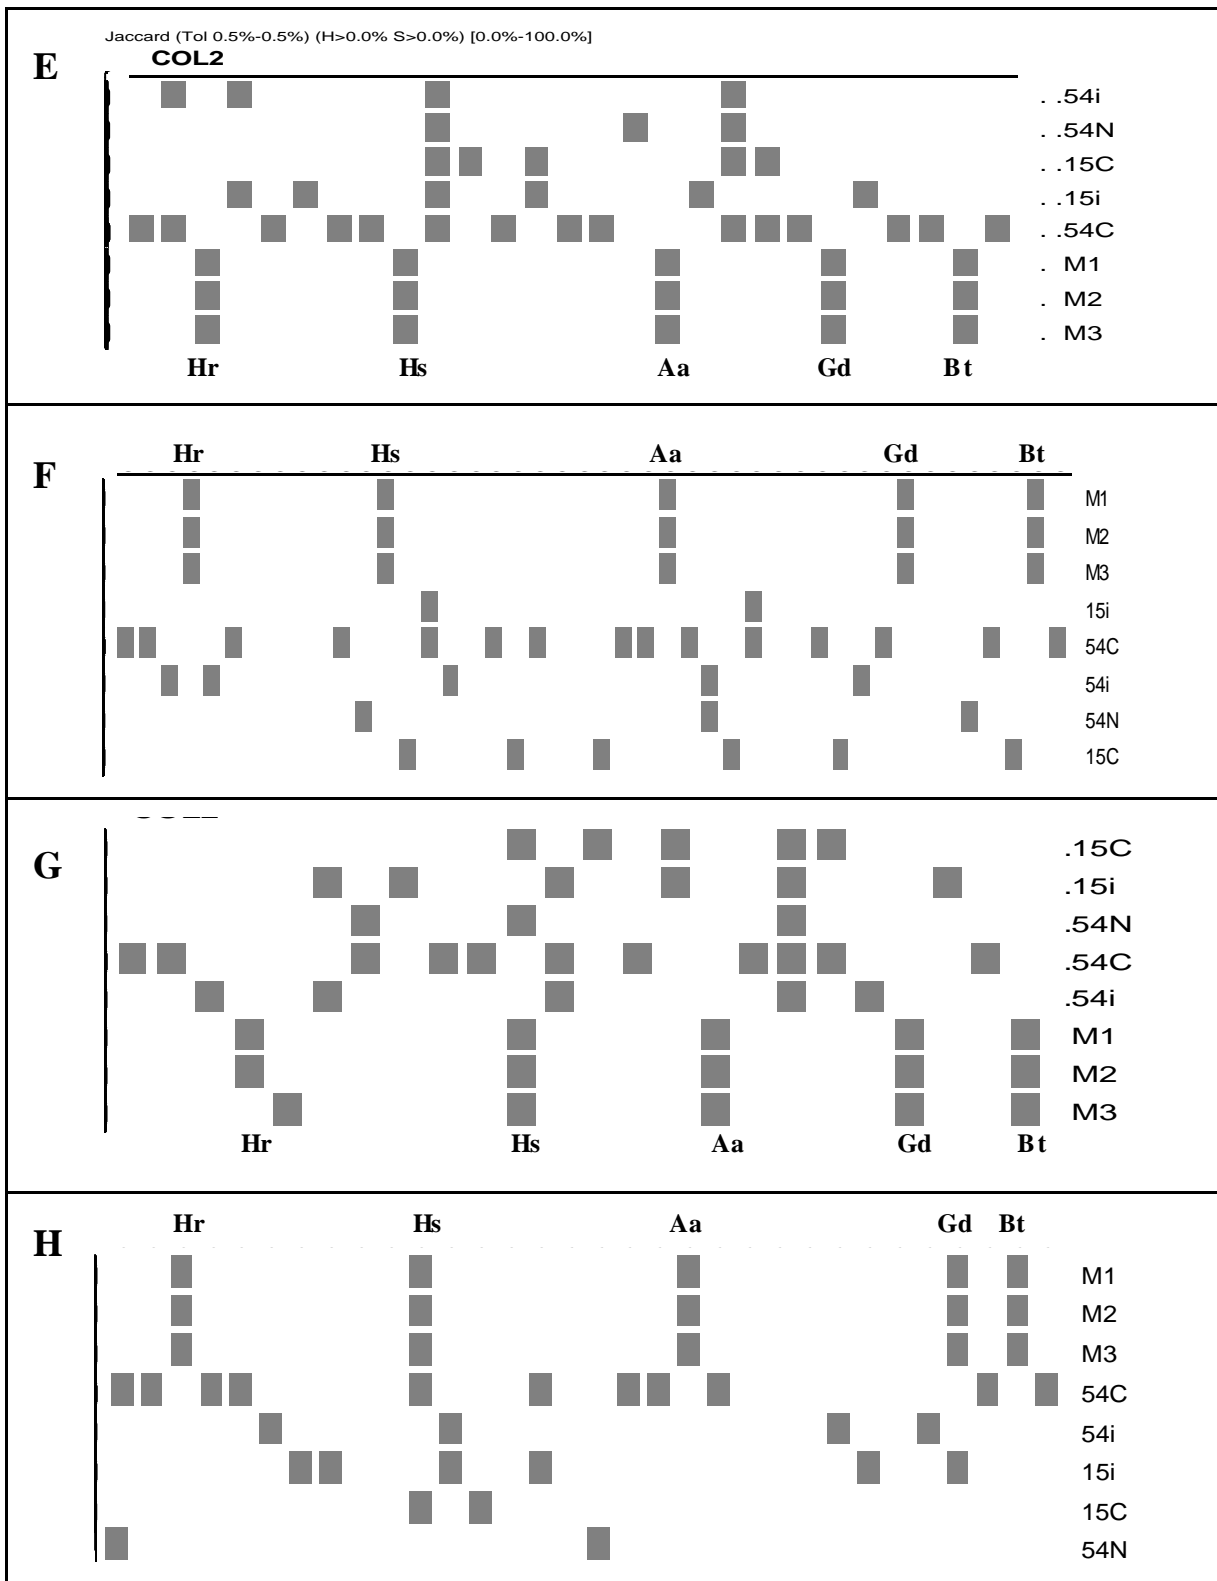 Jaccard (Tol 0.5%-0.5%) (H>0.0% S>0.0%) [0.0%-100.0%]
E
COL2
. .54i
. .54N
. .15C
. .15i
. .54C
. M1
. M2
. M3
Hr Hs Aa Gd Bt
Hr Hs Aa Gd Bt
F
M1
M2
M3
15i
54C
54i
54N
15C
G
.15C
.15i
.54N
.54C
.54i
M1
M2
M3
Hr Hs Aa Gd Bt
Hr Hs Aa Gd Bt
H
M1
M2
M3
54C
54i
15i
15C
54N